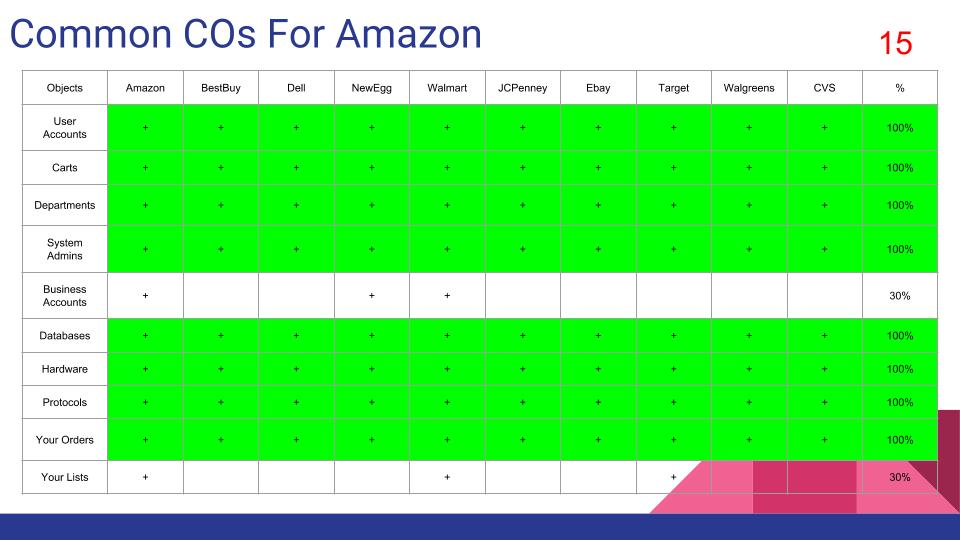 Common COs For Amazon
15
Objects Amazon BestBuy Dell NewEgg Walmart JCPenney Ebay Target Walgreens CVS %
User
Accounts + + + + + + + + + + 100%
Carts + + + + + + + + + + 100%
Departments + + + + + + + + + + 100%
System
Admins + + + + + + + + + + 100%
Business
Accounts + + + 30%
Databases + + + + + + + + + + 100%
Hardware + + + + + + + + + + 100%
Protocols + + + + + + + + + + 100%
Your Orders + + + + + + + + + + 100%
Your Lists + + + 30%